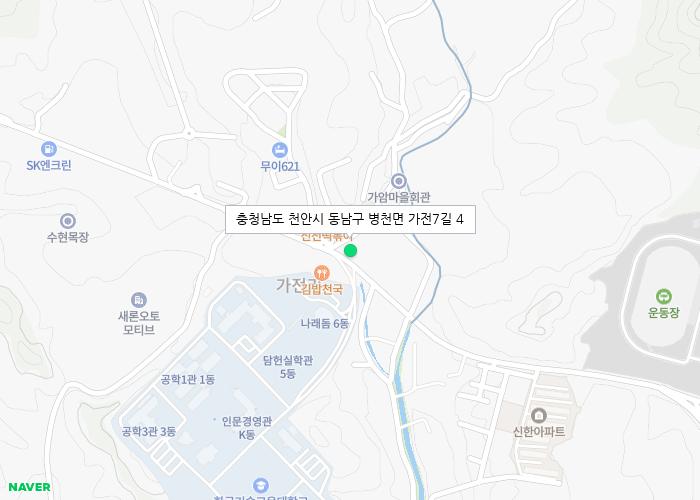 SK엔크린
무이621
가암마을회관
충청남도 천안시 동남구 병천면 가전7길 4
수현목장
김밥천국
새론오토
모티브
나래돔 6동
운동장
담헌실학관
5동
공학1관 1동
인문경영관
K동
공학3관 3동
신한아파트
NAVER